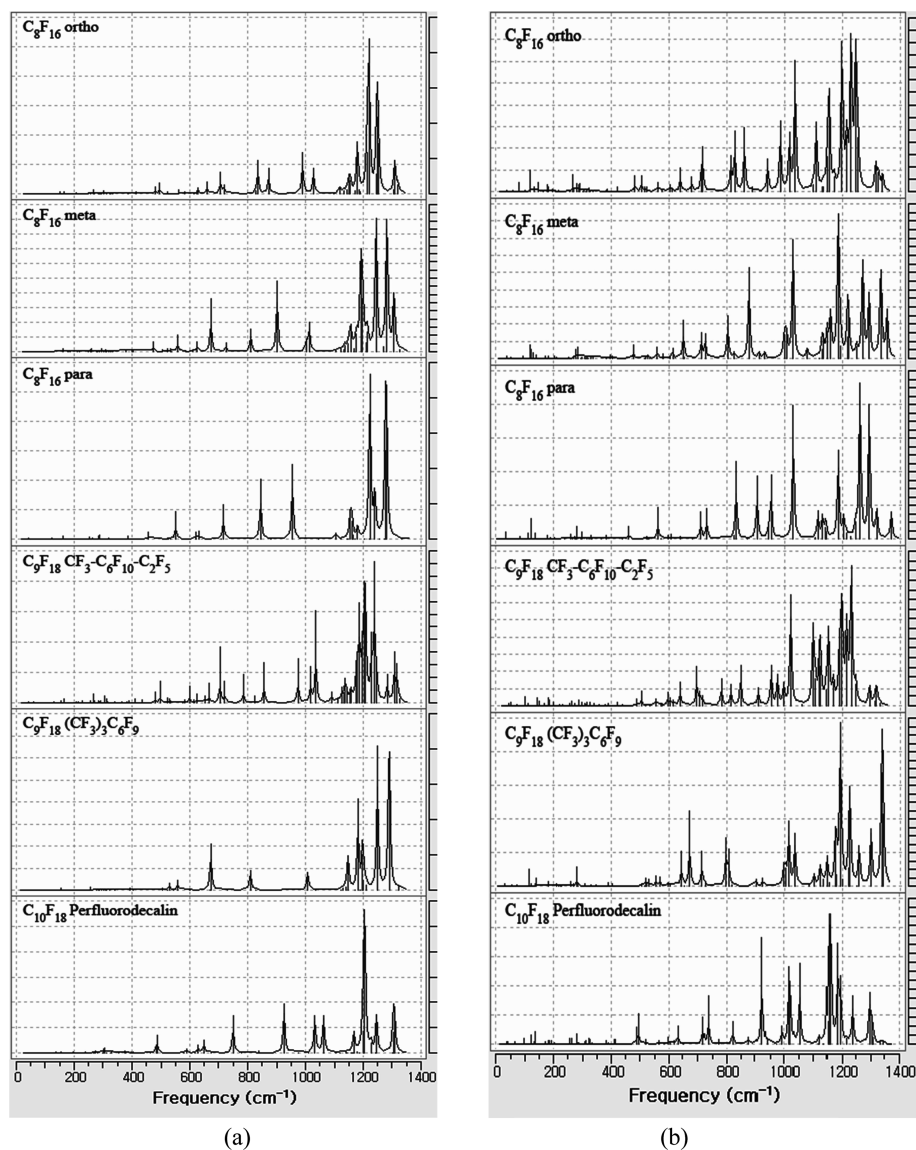 C8F16 ortho
C8F16 meta
C8F16 para
C9F18 CF3-C6F10-C2F5
C9F18 (CF3)3C6F9
C10F18 Perfluorodecalin
0 200 400 600 800 1000 1200 1400
Frequency (cm⁻¹)
(a)
C8F16 ortho
C8F16 meta
C8F16 para
C9F18 CF3-C6F10-C2F5
C9F18 (CF3)3C6F9
C10F18 Perfluorodecalin
0 200 400 600 800 1000 1200 1400
Frequency (cm⁻¹)
(b)